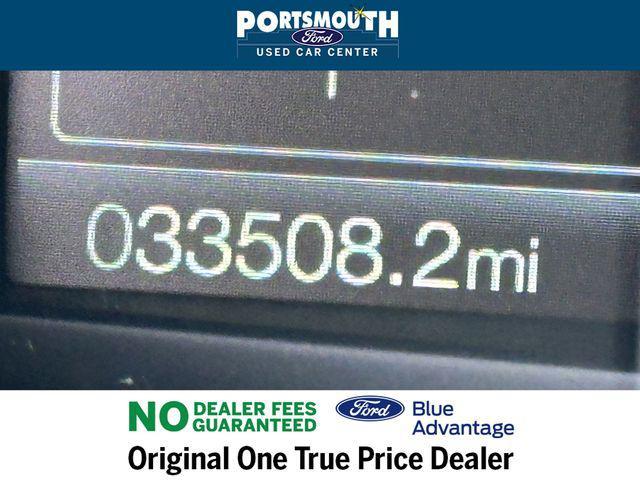 PORTSMOUTH
Ford
USED CAR CENTER
033508.2mi
NO DEALER FEES
GUARANTEED
Ford
Blue
Advantage
Original One True Price Dealer